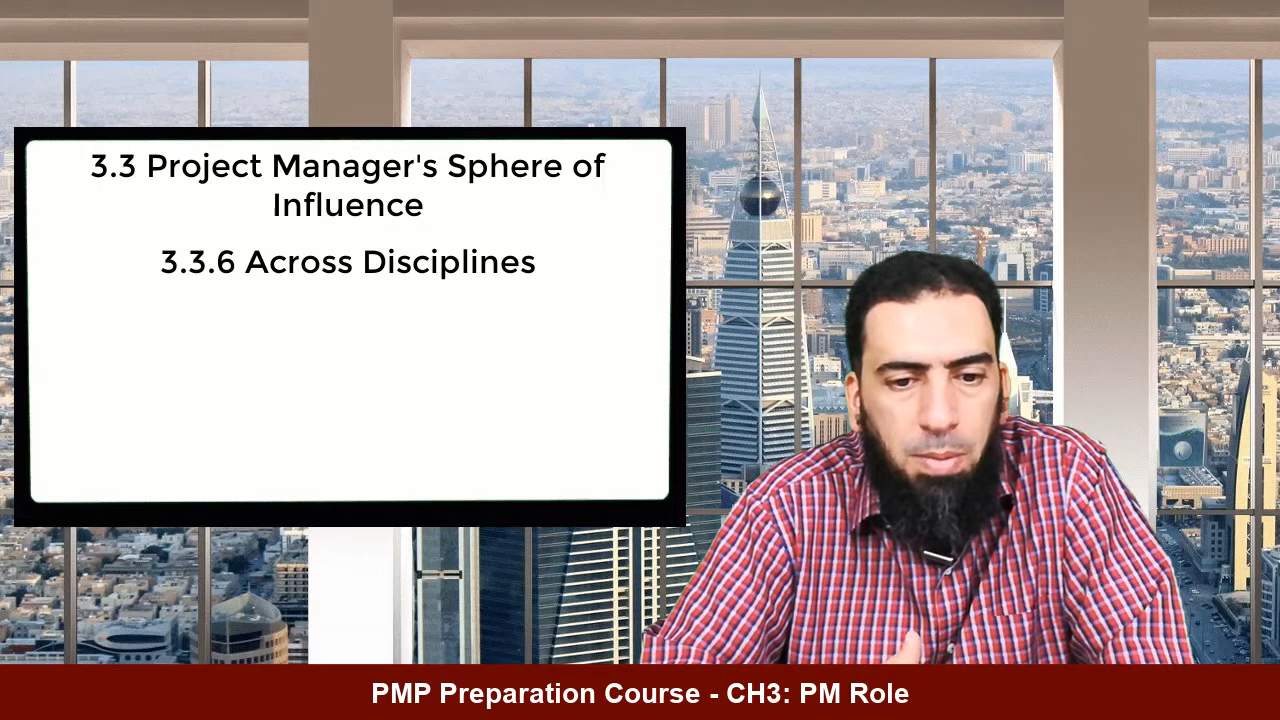 3.3 Project Manager's Sphere of
Influence
3.3.6 Across Disciplines
PMP Preparation Course - CH3: PM Role